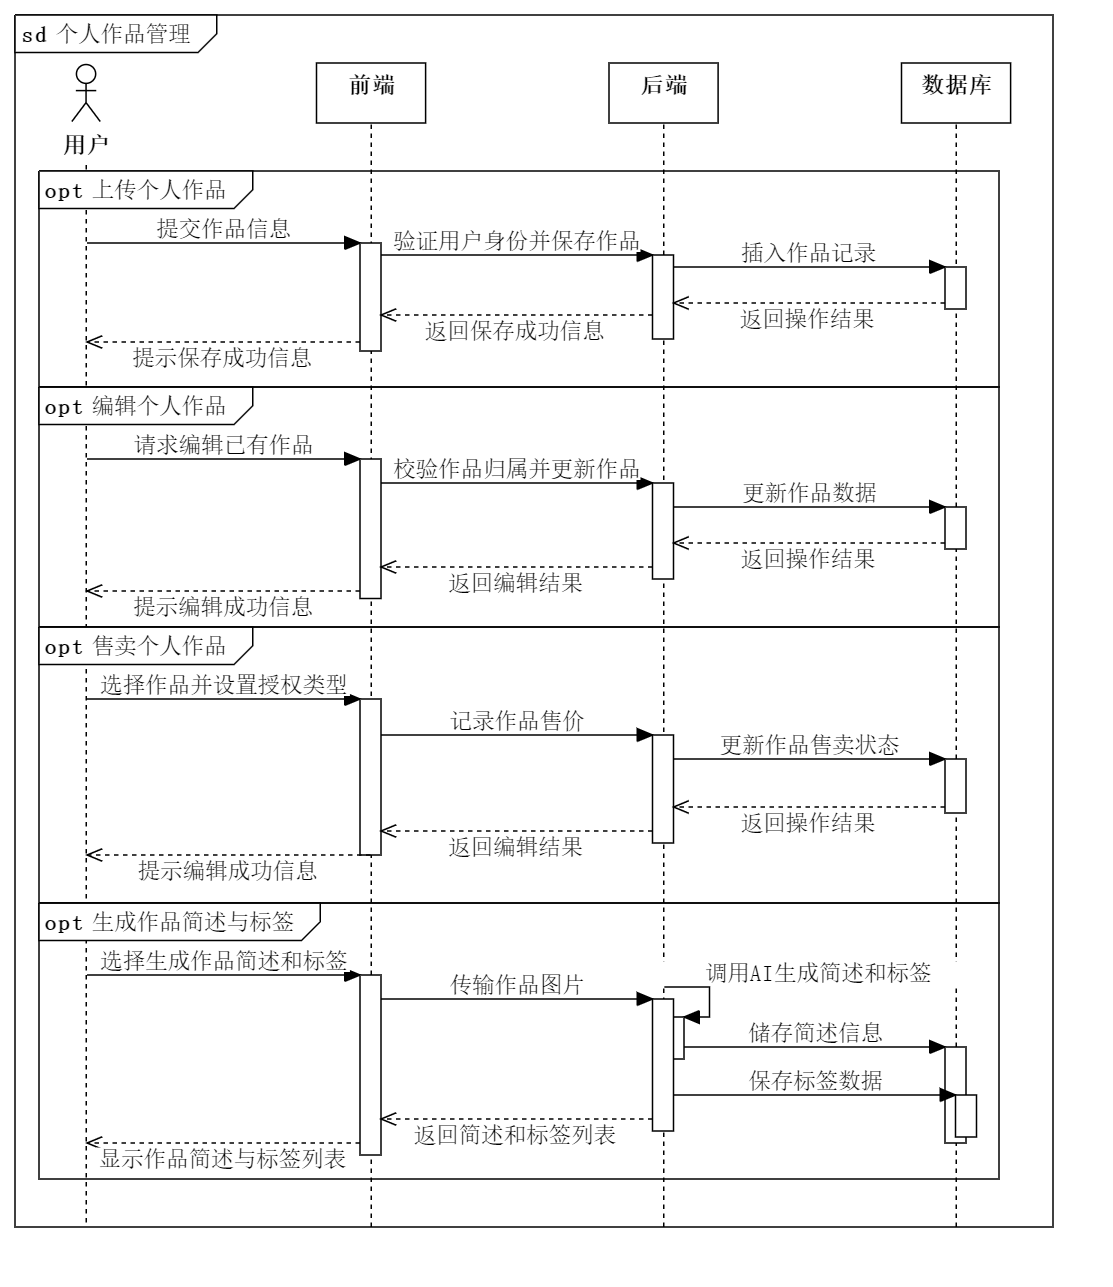 sd 个人作品管理
前端
后端
数据库
用户
opt 上传个人作品
提交作品信息
验证用户身份并保存作品
插入作品记录
返回操作结果
返回保存成功信息
提示保存成功信息
opt 编辑个人作品
请求编辑已有作品
校验作品归属并更新作品
更新作品数据
返回操作结果
返回编辑结果
提示编辑成功信息
opt 售卖个人作品
选择作品并设置授权类型
记录作品售价
更新作品售卖状态
返回操作结果
返回编辑结果
提示编辑成功信息
opt 生成作品简述与标签
选择生成作品简述和标签
传输作品图片
调用AI生成简述和标签
储存简述信息
保存标签数据
返回简述和标签列表
显示作品简述与标签列表